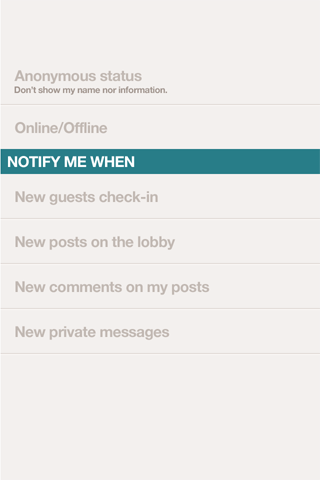 Anonymous status
Don't show my name nor information.
Online/Offline
NOTIFY ME WHEN
New guests check-in
New posts on the lobby
New comments on my posts
New private messages